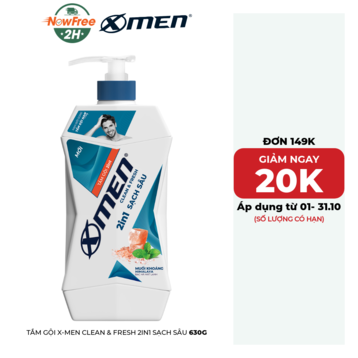 NowFree
2H
X MEN
ĐƠN 149K
GIẢM NGAY
20K
Áp dụng từ 01- 31.10
(SỐ LƯỢNG CÓ HẠN)
MỚI
X MEN
CLEAN & FRESH
2in1 SẠCH SÂU
MUỐI KHOÁNG
HIMALAYA
TẮM GỘI X-MEN CLEAN & FRESH 2IN1 SẠCH SÂU 630G